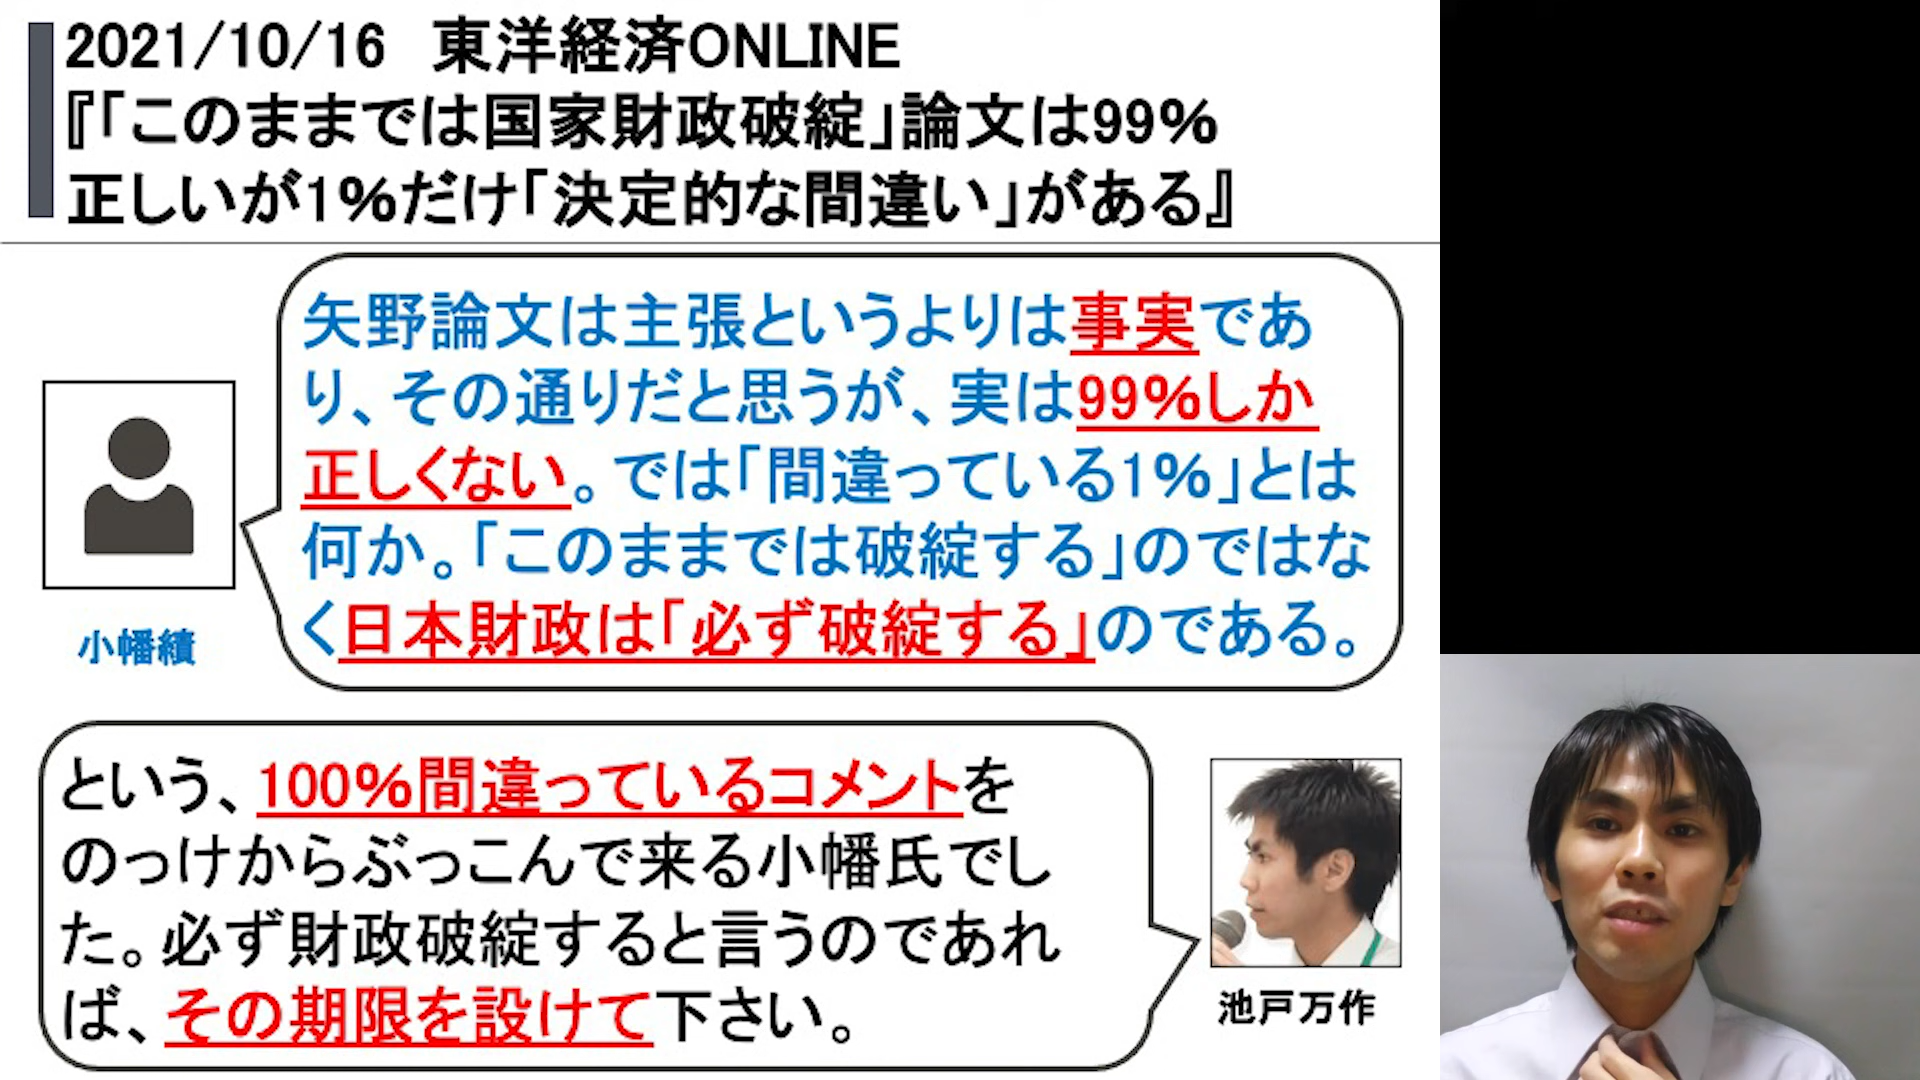 2021/10/16　東洋経済ONLINE
『「このままでは国家財政破綻」論文は99%
正しいが1%だけ「決定的な間違い」がある』
矢野論文は主張というよりは事実であ
り、その通りだと思うが、実は99%しか
正しくない。では「間違っている1%」とは
何か。「このままでは破綻する」のではな
く日本財政は「必ず破綻する」のである。
小幡績
という、100%間違っているコメントを
のっけからぶっこんで来る小幡氏でし
た。必ず財政破綻すると言うのであれ
ば、その期限を設けて下さい。
池戸万作